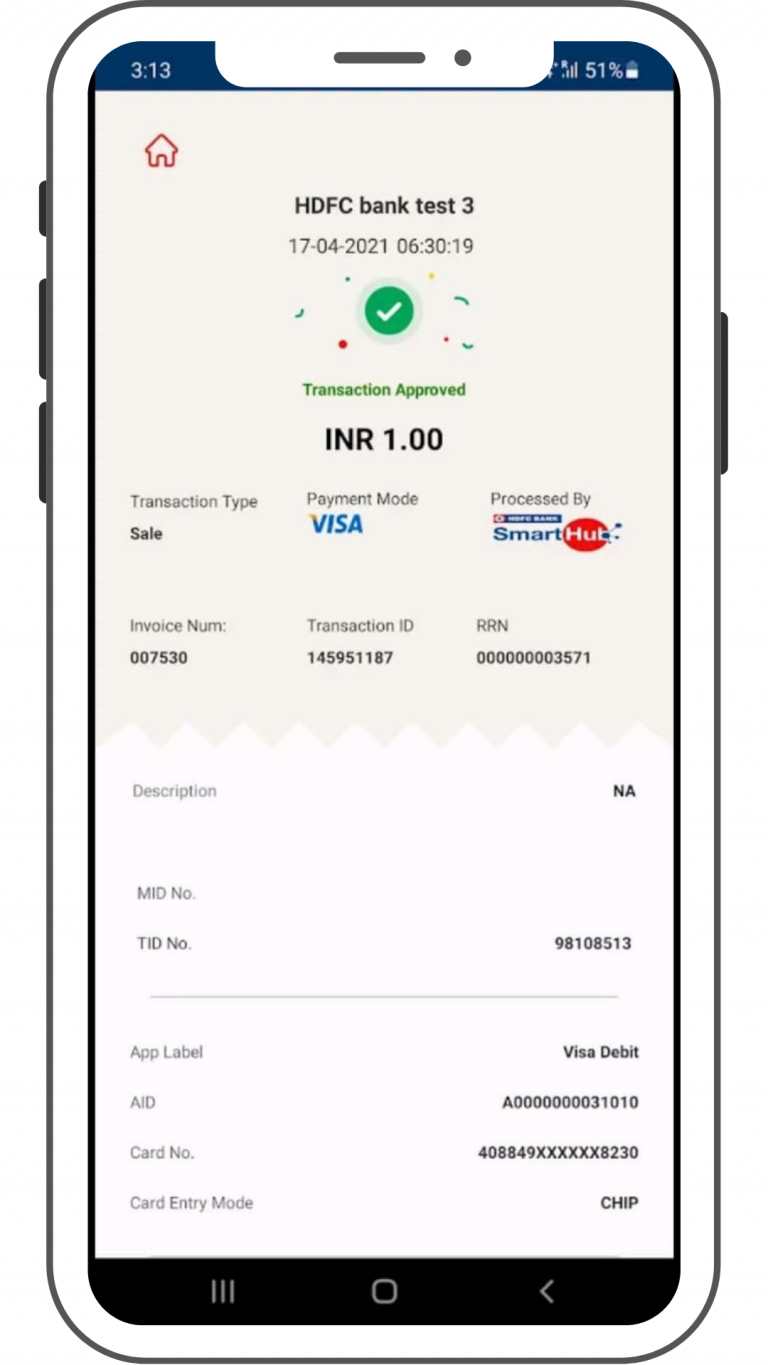 3:13 51%
HDFC bank test 3
17-04-2021 06:30:19
Transaction Approved
INR 1.00
Transaction Type Payment Mode Processed By
Sale VISA HDFC BANK
SmartHub
Invoice Num: Transaction ID RRN
007530 145951187 000000003571
Description NA
MID No.
TID No. 98108513
App Label Visa Debit
AID A0000000031010
Card No. 408849XXXXXX8230
Card Entry Mode CHIP